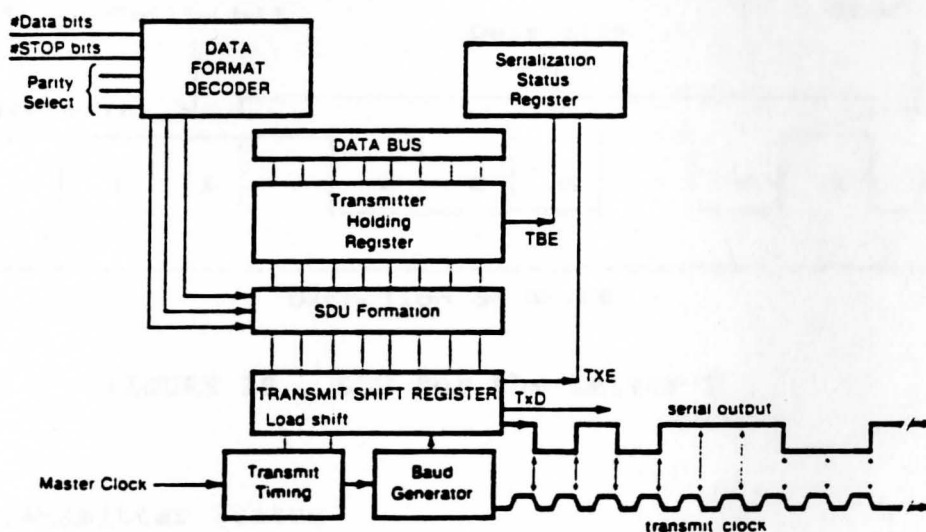 #Data bits
#STOP bits
Parity
Select
DATA
FORMAT
DECODER
Serialization
Status
Register
DATA BUS
Transmitter
Holding
Register
TBE
SDU Formation
TRANSMIT SHIFT REGISTER
Load shift
TXE
TxD
serial output
Master Clock
Transmit
Timing
Baud
Generator
transmit clock